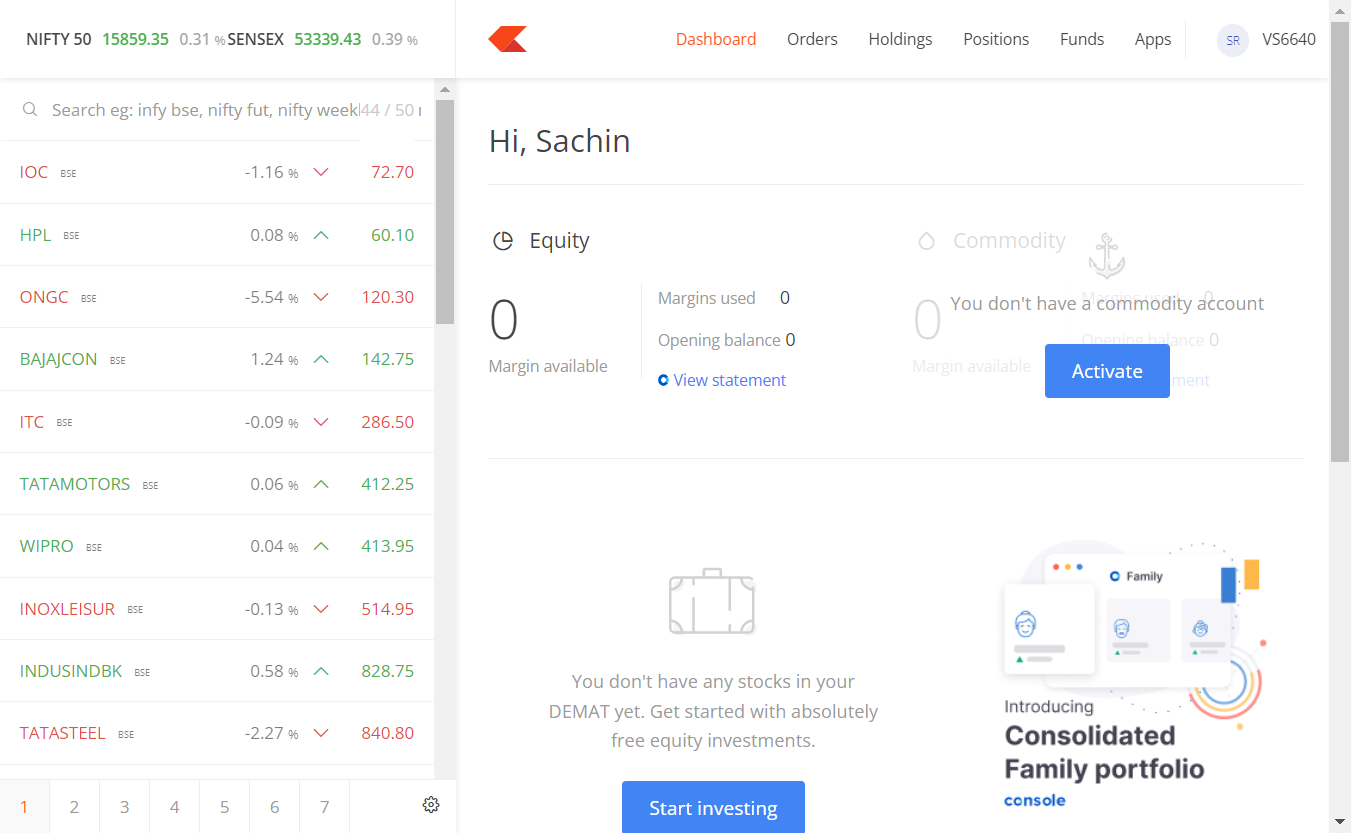 NIFTY 50 15859.35 0.31 % SENSEX 53339.43 0.39 %
Dashboard Orders Holdings Positions Funds Apps SR VS6640
Search eg: infy bse, nifty fut, nifty week 44 / 50
IOC BSE -1.16 % 72.70
HPL BSE 0.08 % 60.10
ONGC BSE -5.54 % 120.30
BAJAJCON BSE 1.24 % 142.75
ITC BSE -0.09 % 286.50
TATAMOTORS BSE 0.06 % 412.25
WIPRO BSE 0.04 % 413.95
INOXLEISUR BSE -0.13 % 514.95
INDUSINDBK BSE 0.58 % 828.75
TATASTEEL BSE -2.27 % 840.80
1 2 3 4 5 6 7
Hi, Sachin
Equity
0
Margin available
Margins used 0
Opening balance 0
View statement
Commodity
0
Margin available
Margins used 0
Opening balance 0
You don't have a commodity account
Activate
You don't have any stocks in your
DEMAT yet. Get started with absolutely
free equity investments.
Start investing
Family
Introducing
Consolidated
Family portfolio
console